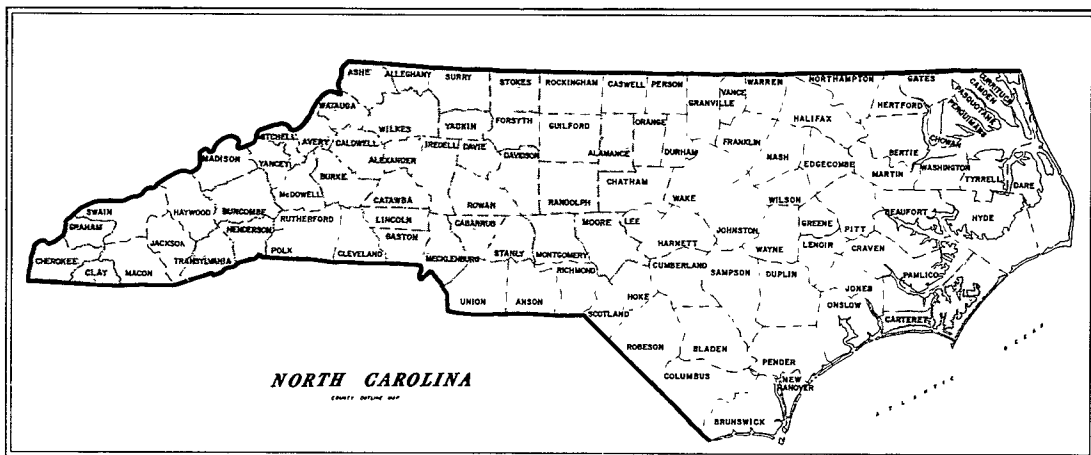 ASHE
ALLEGHANY
SURRY
STOKES
ROCKINGHAM
CASWELL
PERSON
GRANVILLE
VANCE
WARREN
NORTHAMPTON
GATES
CURRITUCK
CAMDEN
PASQUOTANK
PERQUIMANS
HERTFORD
WATAUGA
WILKES
YADKIN
FORSYTH
GUILFORD
ORANGE
HALIFAX
CHOWAN
MITCHELL
AVERY
CALDWELL
IREDELL
DAVIE
DAVIDSON
ALAMANCE
DURHAM
FRANKLIN
NASH
EDGECOMBE
BERTIE
MADISON
YANCEY
ALEXANDER
MARTIN
WASHINGTON
TYRRELL
DARE
BURKE
CHATHAM
McDOWELL
CATAWBA
ROWAN
RANDOLPH
WAKE
WILSON
SWAIN
HAYWOOD
BUNCOMBE
RUTHERFORD
LINCOLN
CABARRUS
MOORE
LEE
GREENE
PITT
BEAUFORT
HYDE
GRAHAM
HENDERSON
GASTON
JOHNSTON
JACKSON
HARNETT
WAYNE
LENOIR
CRAVEN
CHEROKEE
CLAY
MACON
TRANSYLVANIA
POLK
CLEVELAND
MECKLENBURG
STANLY
MONTGOMERY
RICHMOND
CUMBERLAND
SAMPSON
DUPLIN
PAMLICO
UNION
ANSON
SCOTLAND
HOKE
JONES
ONSLOW
CARTERET
ROBESON
BLADEN
PENDER
COLUMBUS
NEW
HANOVER
BRUNSWICK
ATLANTIC OCEAN
NORTH CAROLINA
COUNTY OUTLINE MAP